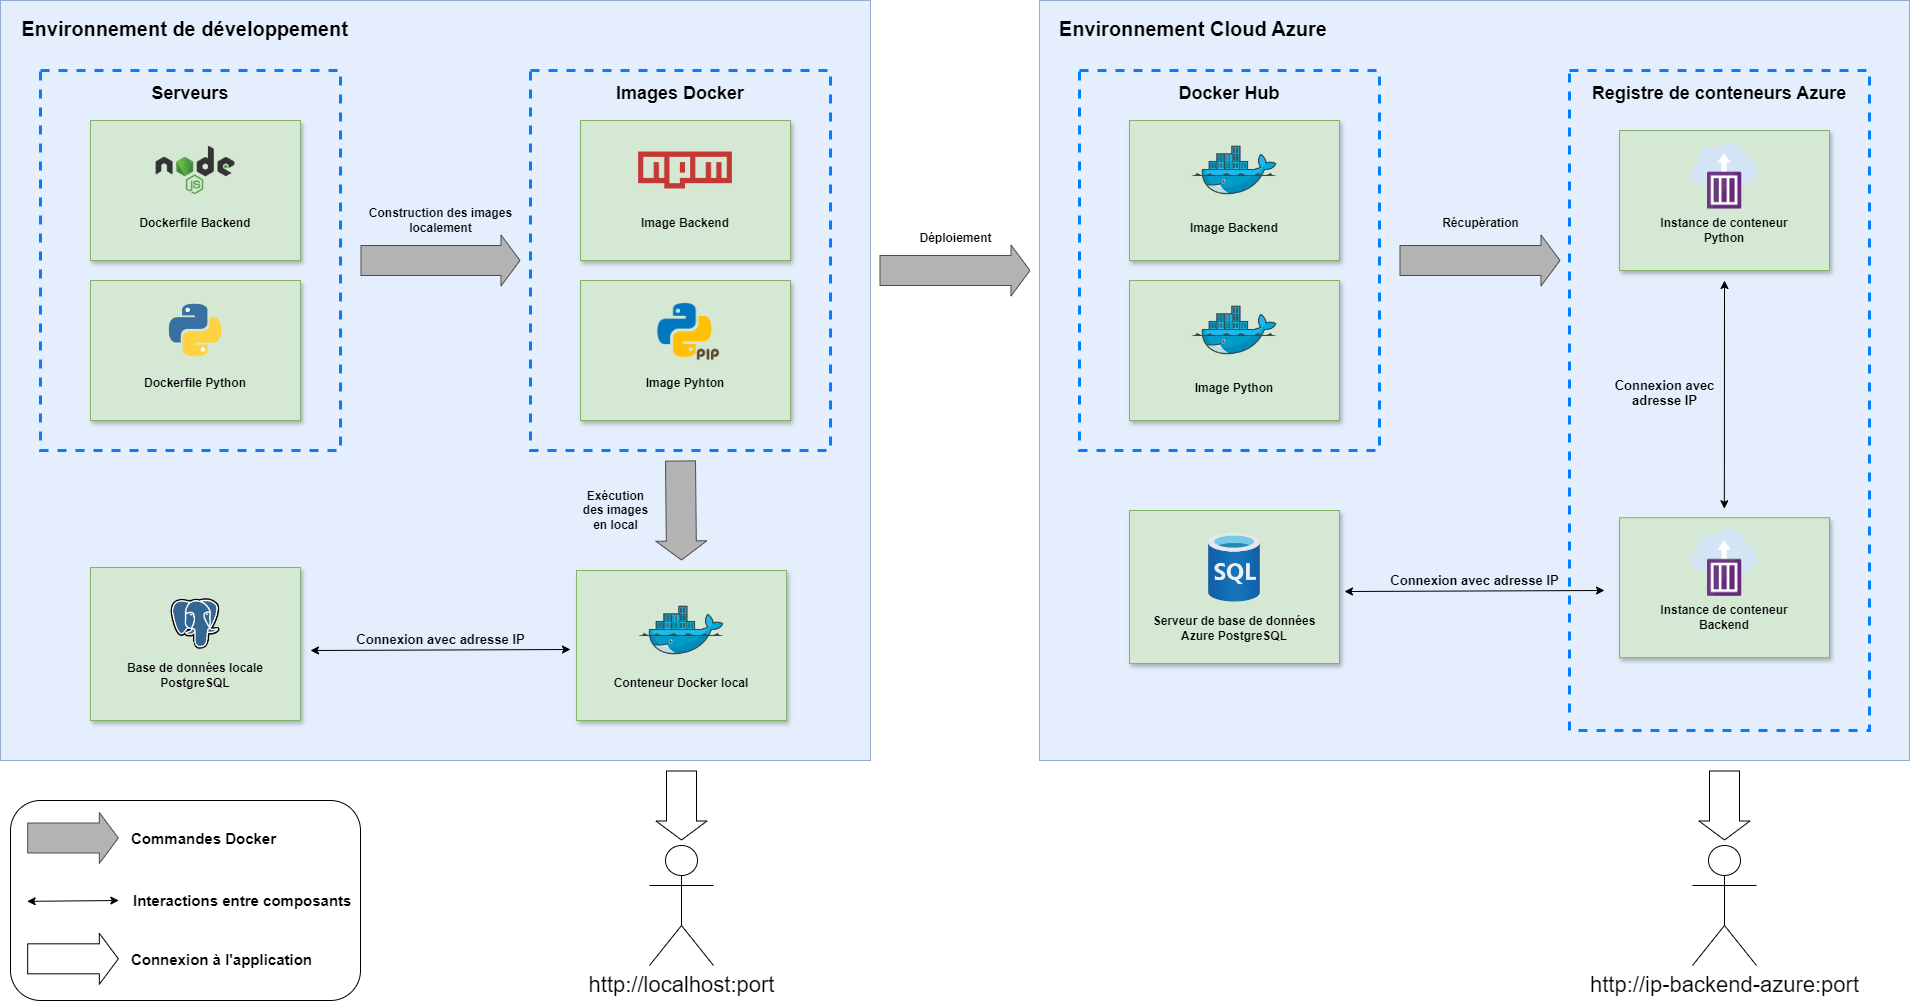 Environnement de développement
Serveurs
node
JS
Dockerfile Backend
Dockerfile Python
Construction des images
localement
Images Docker
npm
Image Backend
PIP
Image Pyhton
Exécution
des images
en local
Base de données locale
PostgreSQL
Connexion avec adresse IP
Conteneur Docker local
Déploiement
Environnement Cloud Azure
Docker Hub
Image Backend
Image Python
Récupèration
Registre de conteneurs Azure
Instance de conteneur
Python
Connexion avec
adresse IP
SQL
Serveur de base de données
Azure PostgreSQL
Connexion avec adresse IP
Instance de conteneur
Backend
Commandes Docker
Interactions entre composants
Connexion à l'application
http://localhost:port
http://ip-backend-azure:port